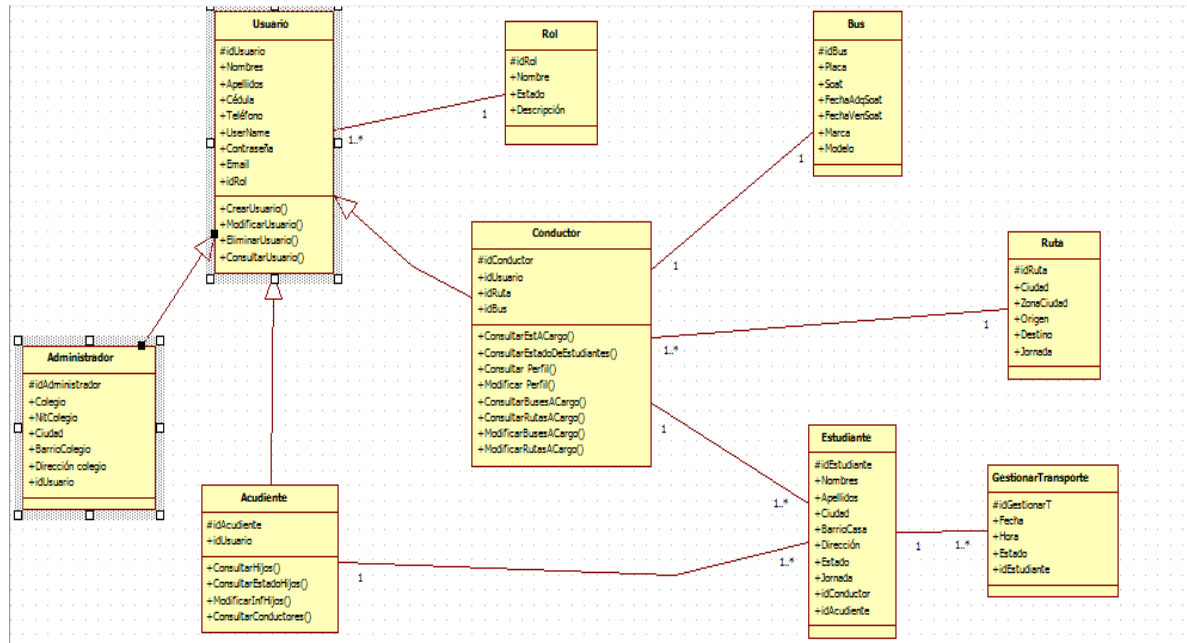 Usuario
#idUsuario
+Nombres
+Apellidos
+Cédula
+Teléfono
+UserName
+Contraseña
+Email
+idRol
+CrearUsuario()
+ModificarUsuario()
+EliminarUsuario()
+ConsultarUsuario()
1..*
1
Rol
#idRol
+Nombre
+Estado
+Descripción
Bus
#idBus
+Placa
+Soat
+FechaAdqSoat
+FechaVenSoat
+Marca
+Modelo
1
1
Conductor
#idConductor
+idUsuario
+idRuta
+idBus
+ConsultarEstACargo()
+ConsultarEstadoDeEstudiantes()
+Consultar Perfil()
+Modificar Perfil()
+ConsultarBusesACargo()
+ConsultarRutasACargo()
+ModificarBusesACargo()
+ModificarRutasACargo()
1..*
1
Ruta
#idRuta
+Ciudad
+ZonaCiudad
+Origen
+Destino
+Jornada
Administrador
#idAdministrador
+Colegio
+NitColegio
+Ciudad
+BarrioColegio
+Dirección colegio
+idUsuario
Acudiente
#idAcudiente
+idUsuario
+ConsultarHijos()
+ConsultarEstadoHijos()
+ModificarInfHijos()
+ConsultarConductores()
1
1..*
1
1..*
Estudiante
#idEstudiante
+Nombres
+Apellidos
+Ciudad
+BarrioCasa
+Dirección
+Estado
+Jornada
+idConductor
+idAcudiente
1
1..*
GestionarTransporte
#idGestionarT
+Fecha
+Hora
+Estado
+idEstudiante